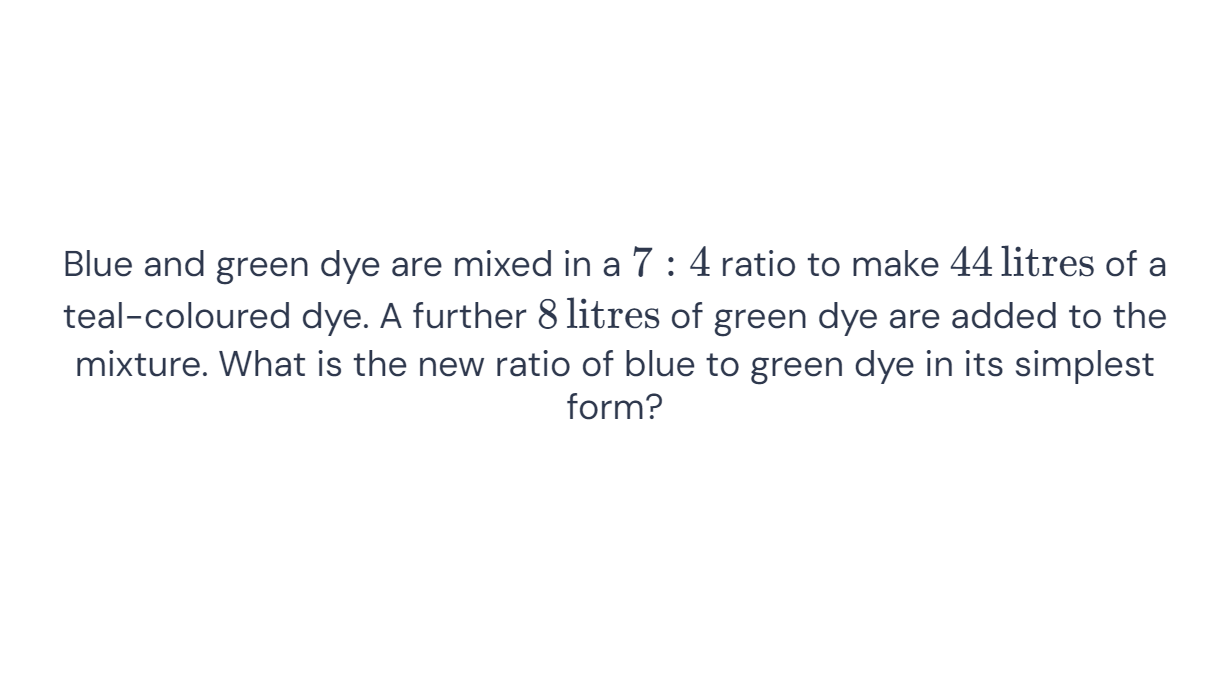 Blue and green dye are mixed in a 7 : 4 ratio to make 44 litres of a
teal-coloured dye. A further 8 litres of green dye are added to the
mixture. What is the new ratio of blue to green dye in its simplest
form?